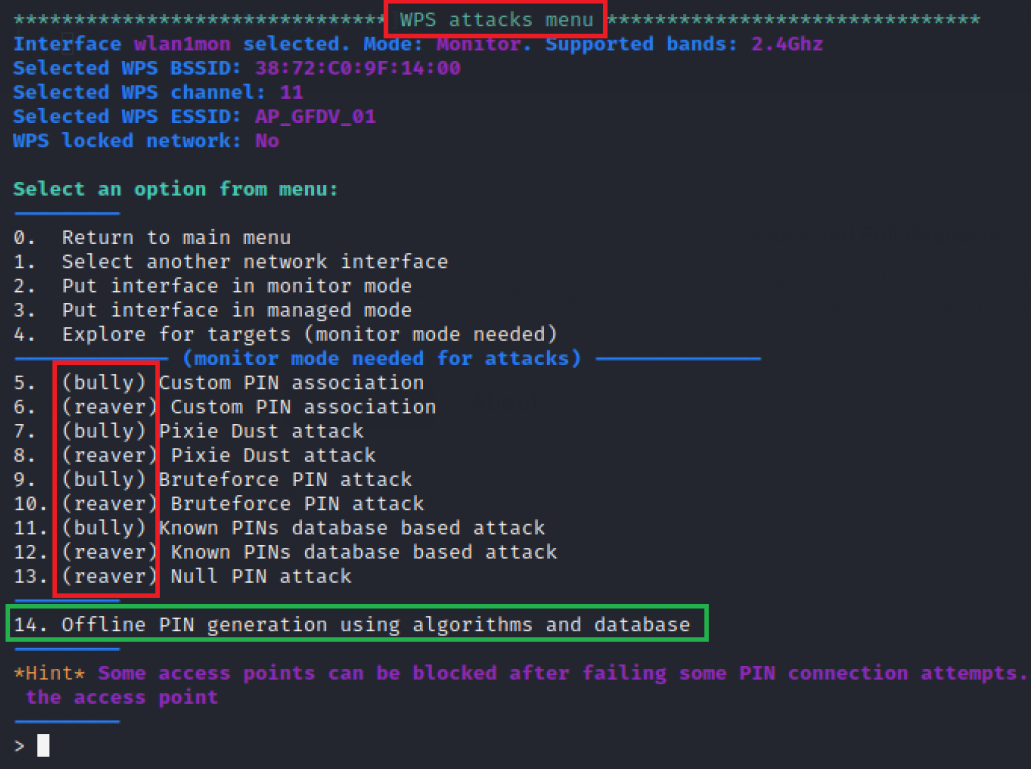 ******************************* WPS attacks menu *******************************
Interface wlan1mon selected. Mode: Monitor. Supported bands: 2.4Ghz
Selected WPS BSSID: 38:72:C0:9F:14:00
Selected WPS channel: 11
Selected WPS ESSID: AP_GFDV_01
WPS locked network: No
Select an option from menu:
0. Return to main menu
1. Select another network interface
2. Put interface in monitor mode
3. Put interface in managed mode
4. Explore for targets (monitor mode needed)
(monitor mode needed for attacks)
5. (bully) Custom PIN association
6. (reaver) Custom PIN association
7. (bully) Pixie Dust attack
8. (reaver) Pixie Dust attack
9. (bully) Bruteforce PIN attack
10. (reaver) Bruteforce PIN attack
11. (bully) Known PINs database based attack
12. (reaver) Known PINs database based attack
13. (reaver) Null PIN attack
14. Offline PIN generation using algorithms and database
*Hint* Some access points can be blocked after failing some PIN connection attempts.
the access point
>